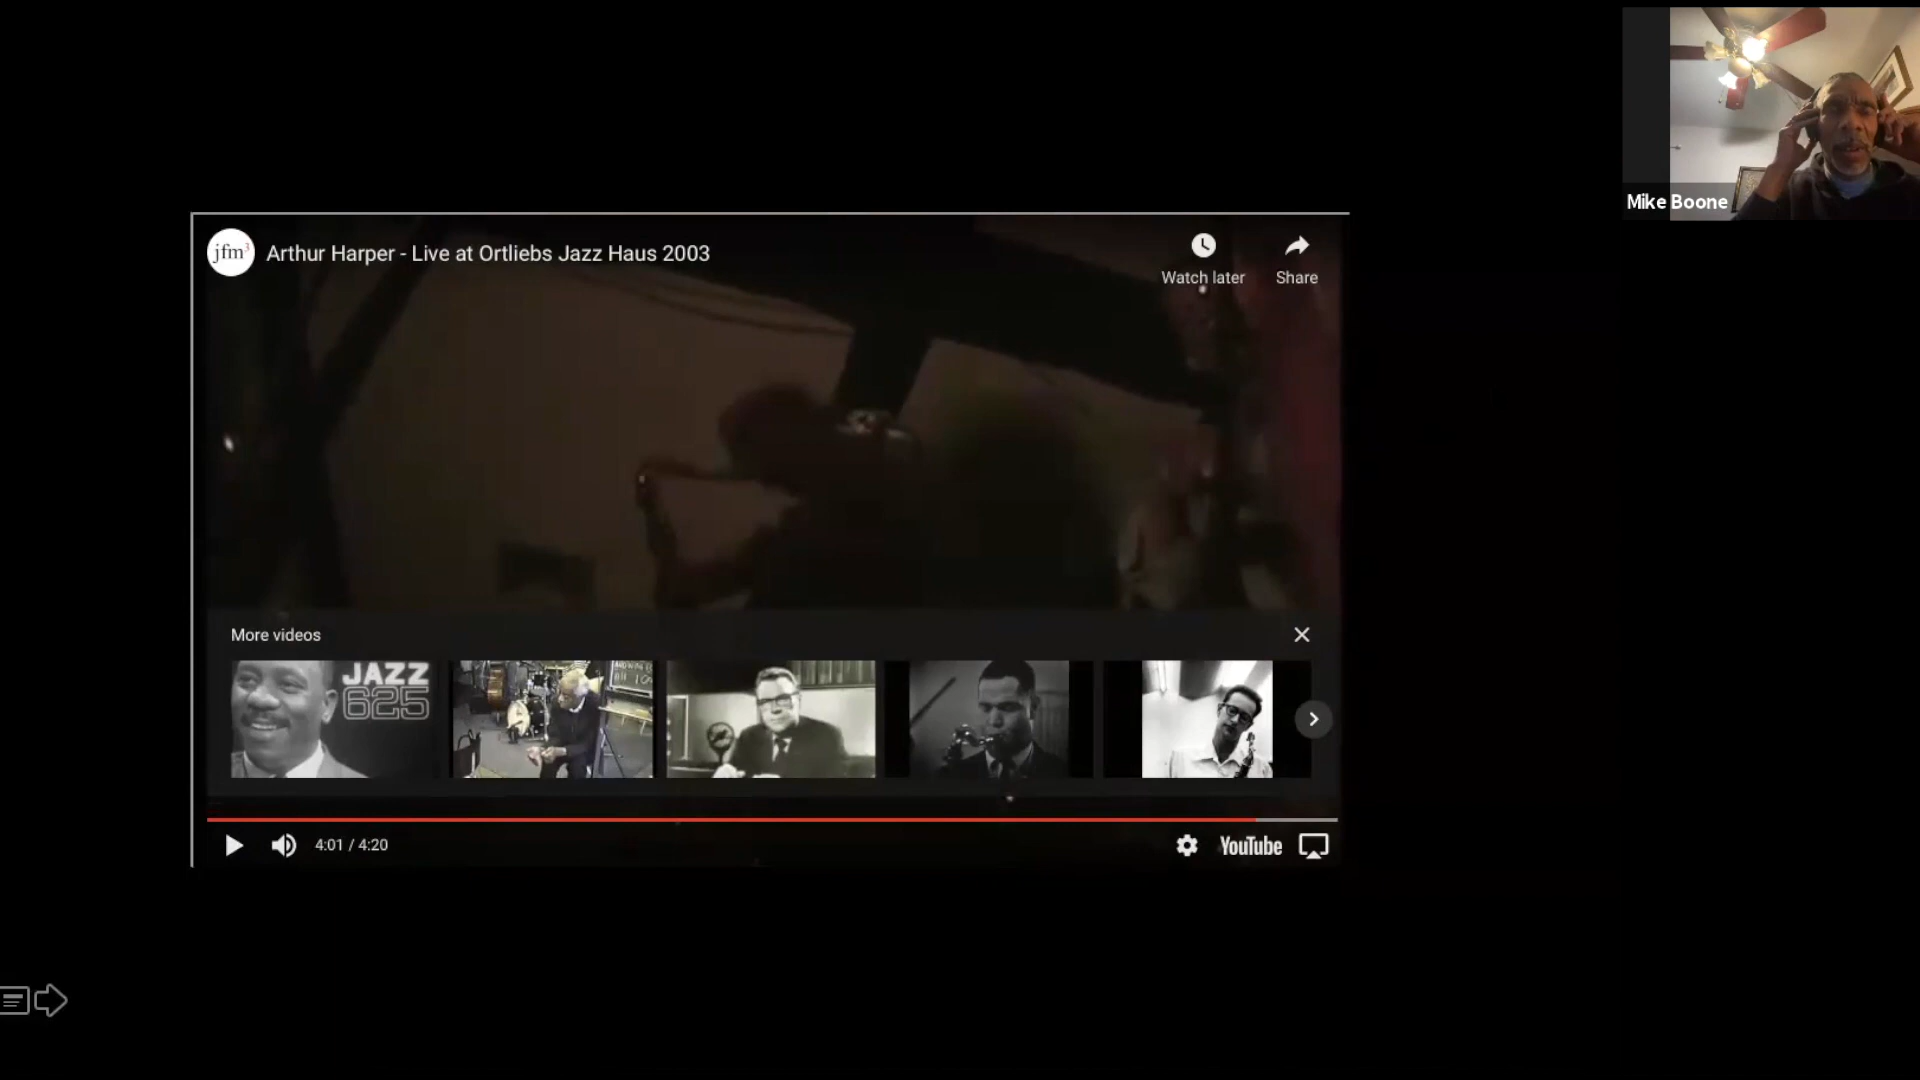 Mike Boone
jfm3
Arthur Harper - Live at Ortliebs Jazz Haus 2003
Watch later
Share
More videos
JAZZ
625
4:01 / 4:20
YouTube